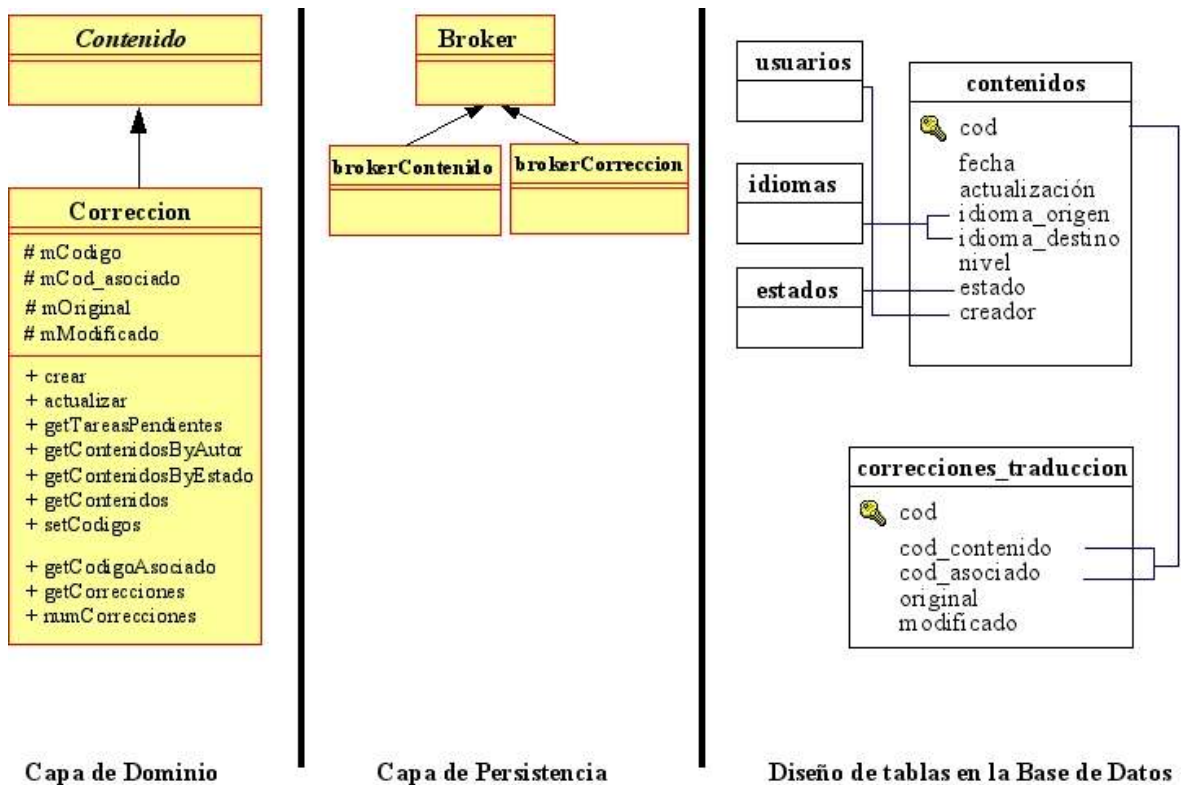 Contenido
Correccion
# mCodigo
# mCod_asociado
# mOriginal
# mModificado
+ crear
+ actualizar
+ getTareasPendientes
+ getContenidosByAutor
+ getContenidosByEstado
+ getContenidos
+ setCodigos
+ getCodigoAsociado
+ getCorrecciones
+ numCorrecciones
Capa de Dominio
Broker
brokerContenido
brokerCorreccion
Capa de Persistencia
usuarios
idiomas
estados
contenidos
cod
fecha
actualización
idioma_origen
idioma_destino
nivel
estado
creador
correcciones_traduccion
cod
cod_contenido
cod_asociado
original
modificado
Diseño de tablas en la Base de Datos